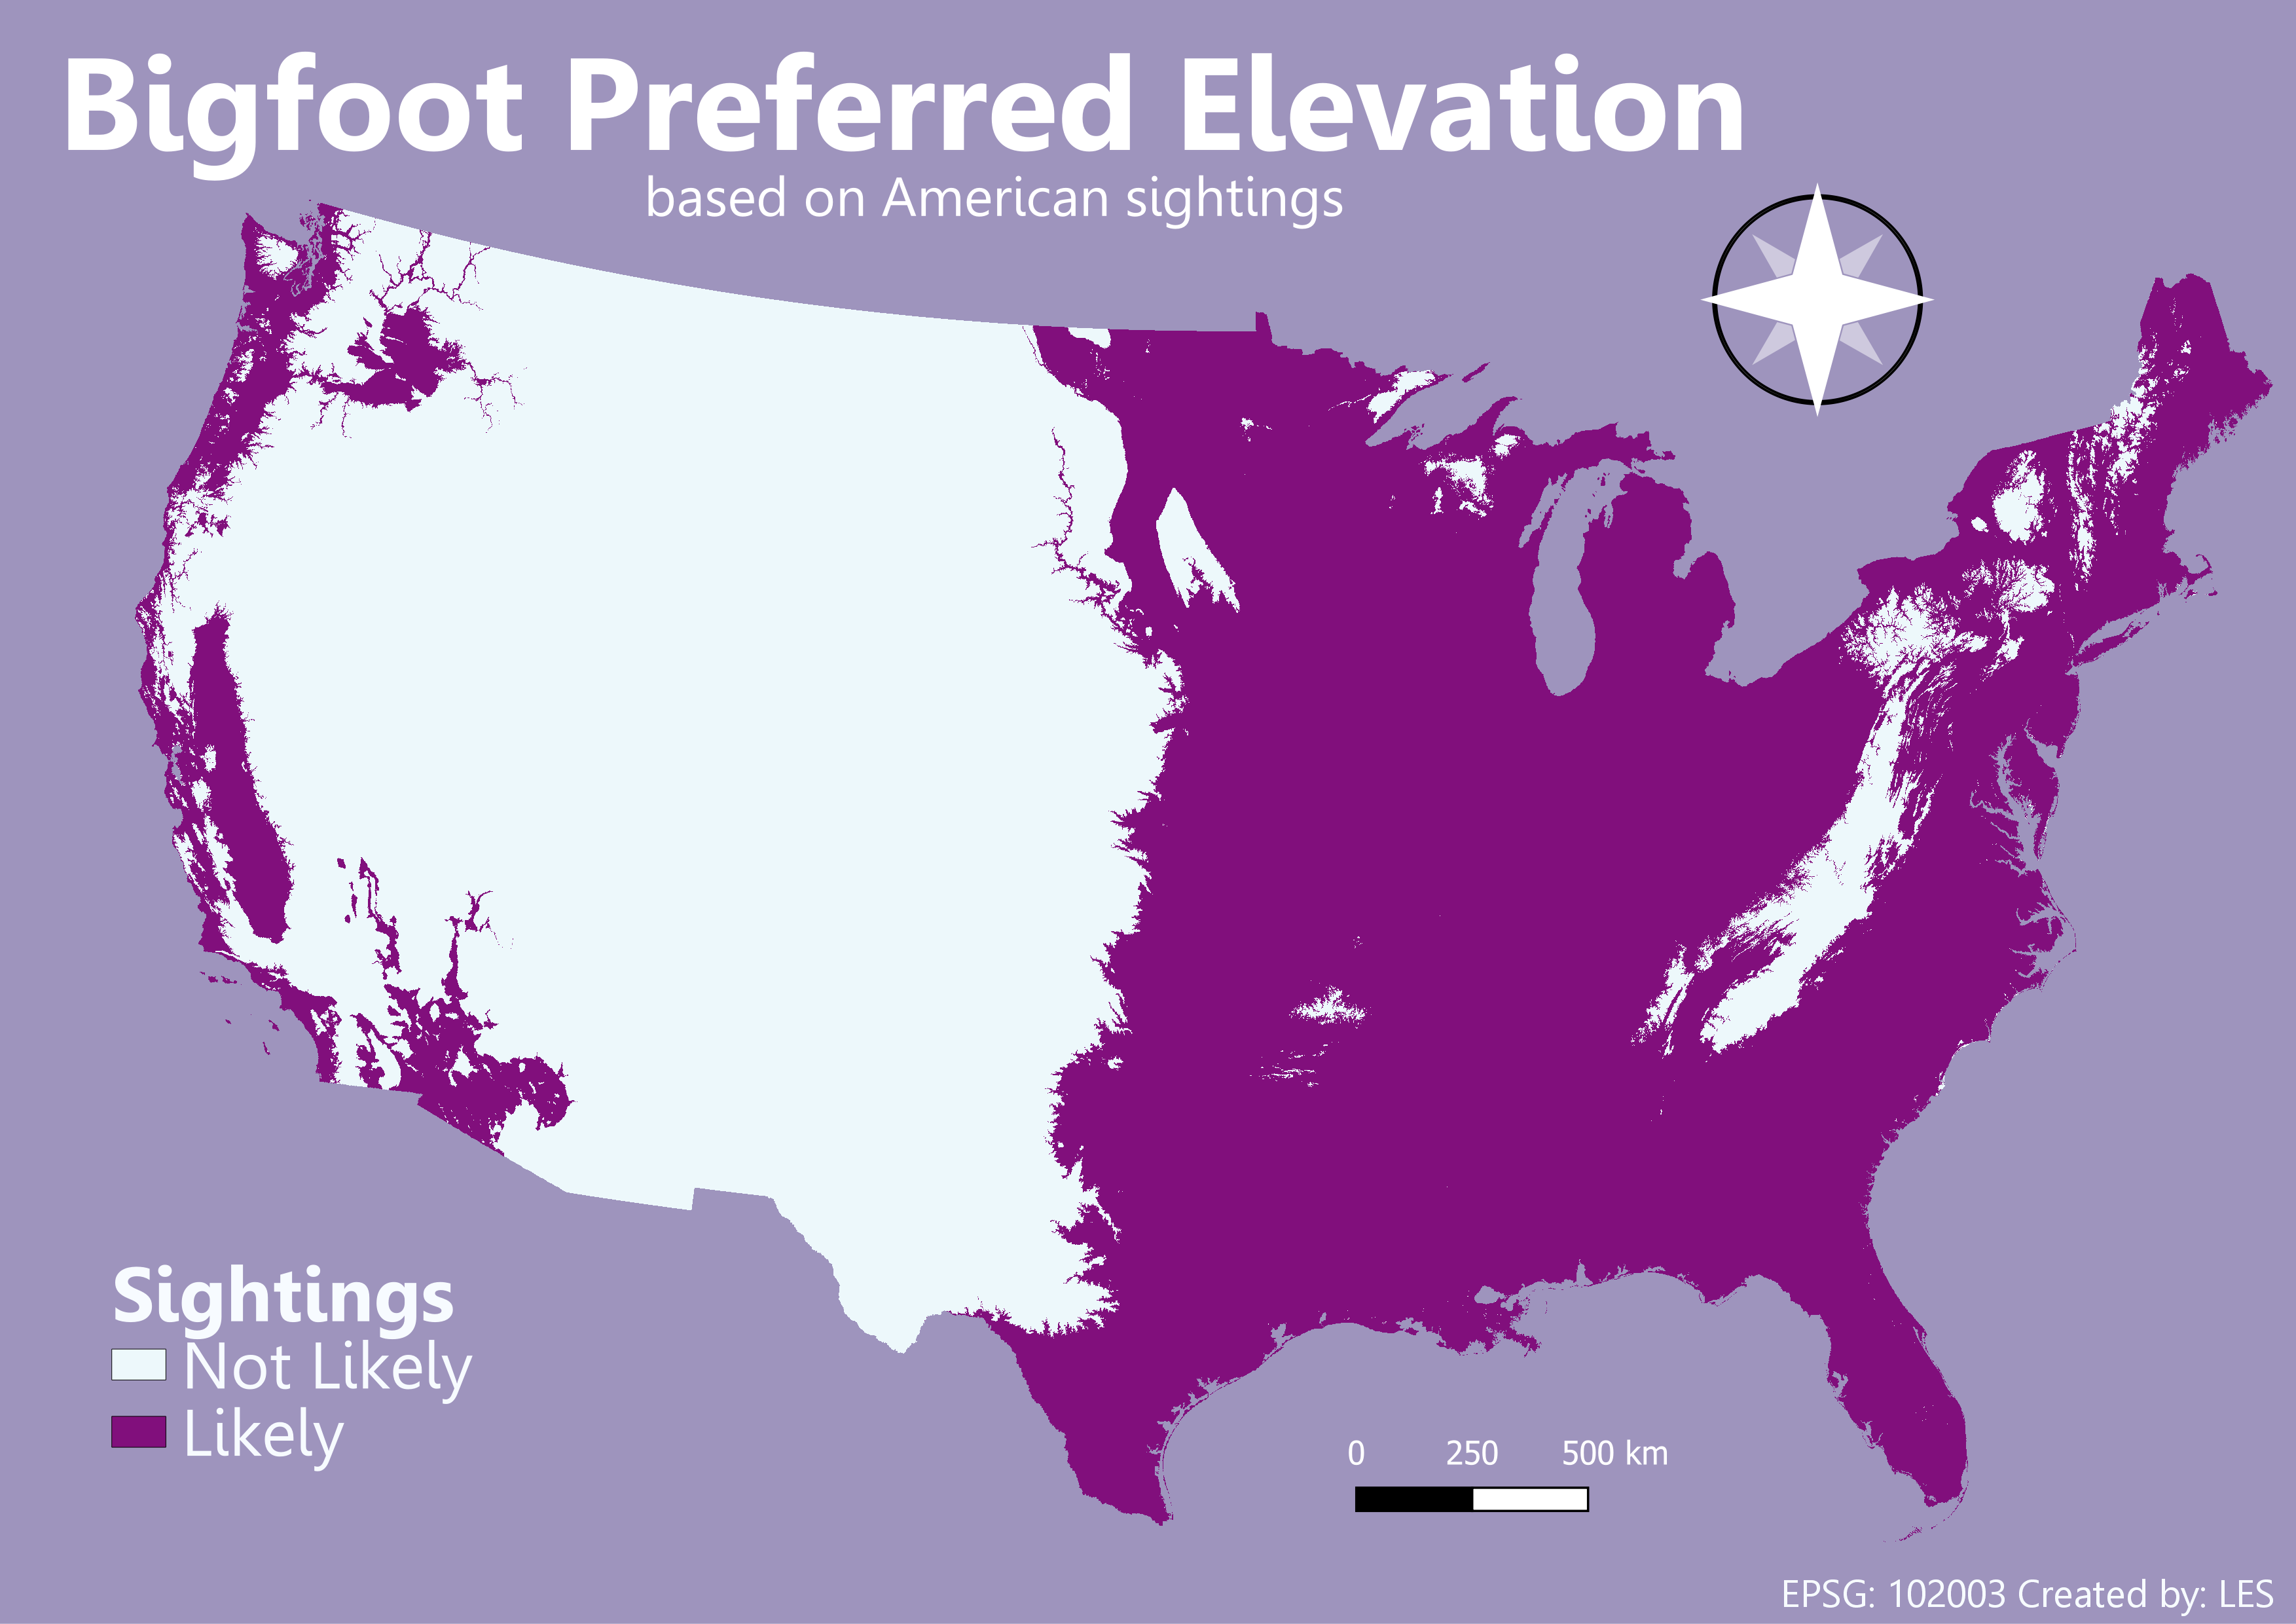 Bigfoot Preferred Elevation
based on American sightings
Sightings
Not Likely
Likely
0 250 500 km
EPSG: 102003 Created by: LES